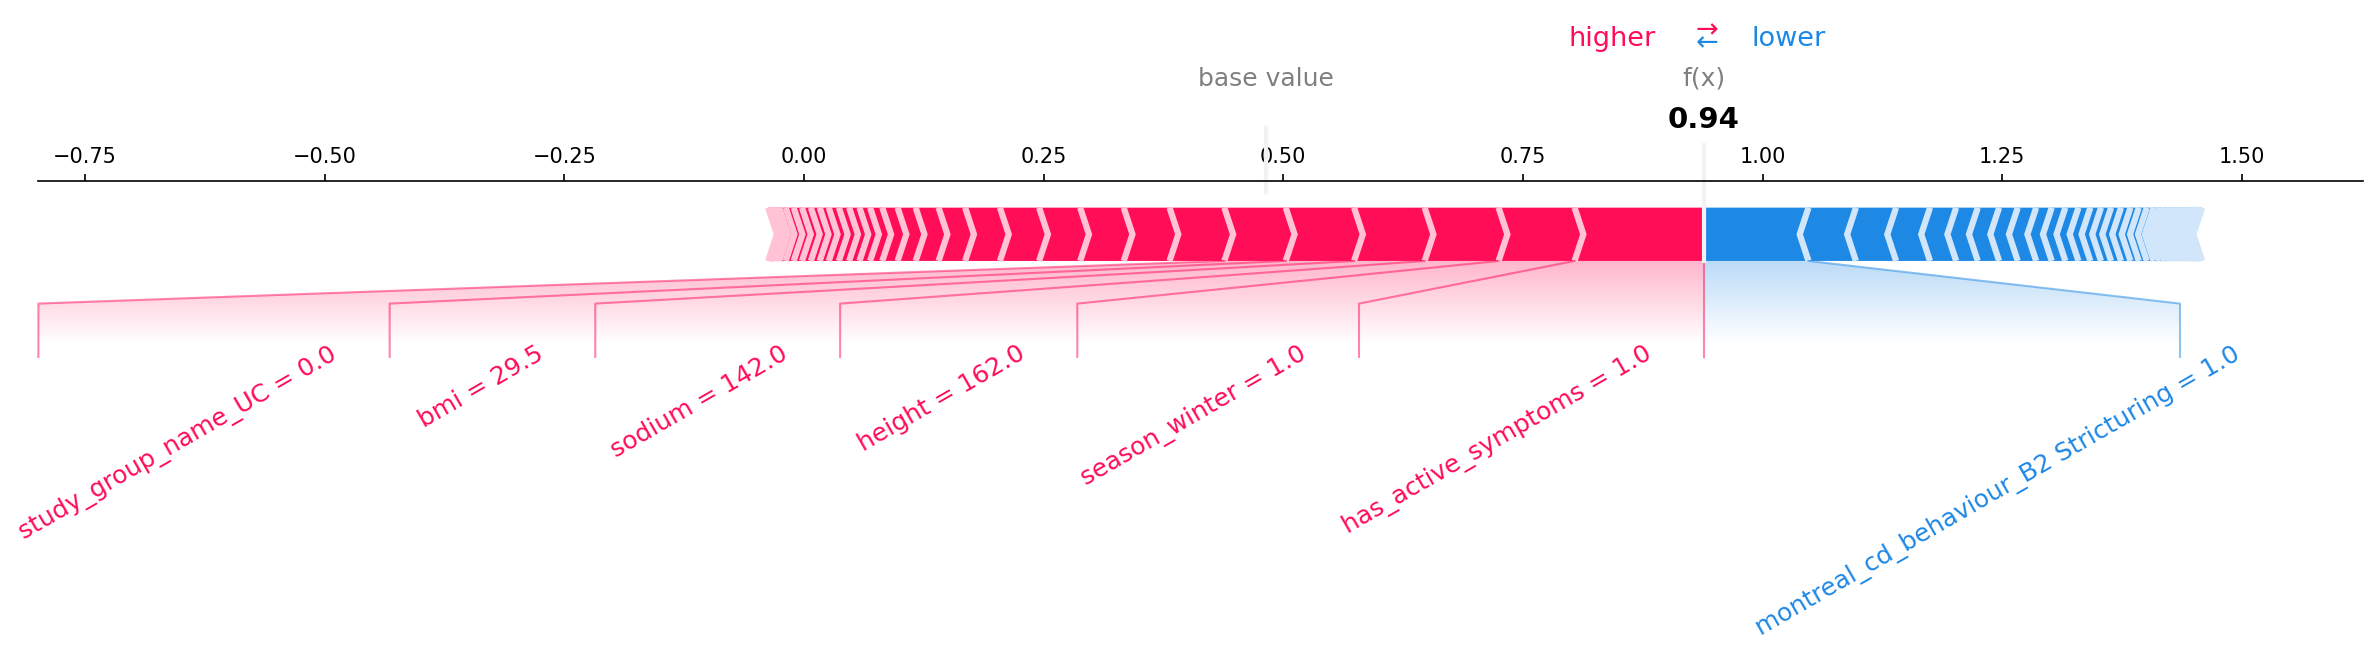 higher ⇄ lower
base value f(x)
0.94
−0.75 −0.50 −0.25 0.00 0.25 0.50 0.75 1.00 1.25 1.50
study_group_name_UC = 0.0
bmi = 29.5
sodium = 142.0
height = 162.0
season_winter = 1.0
has_active_symptoms = 1.0
montreal_cd_behaviour_B2 Stricturing = 1.0